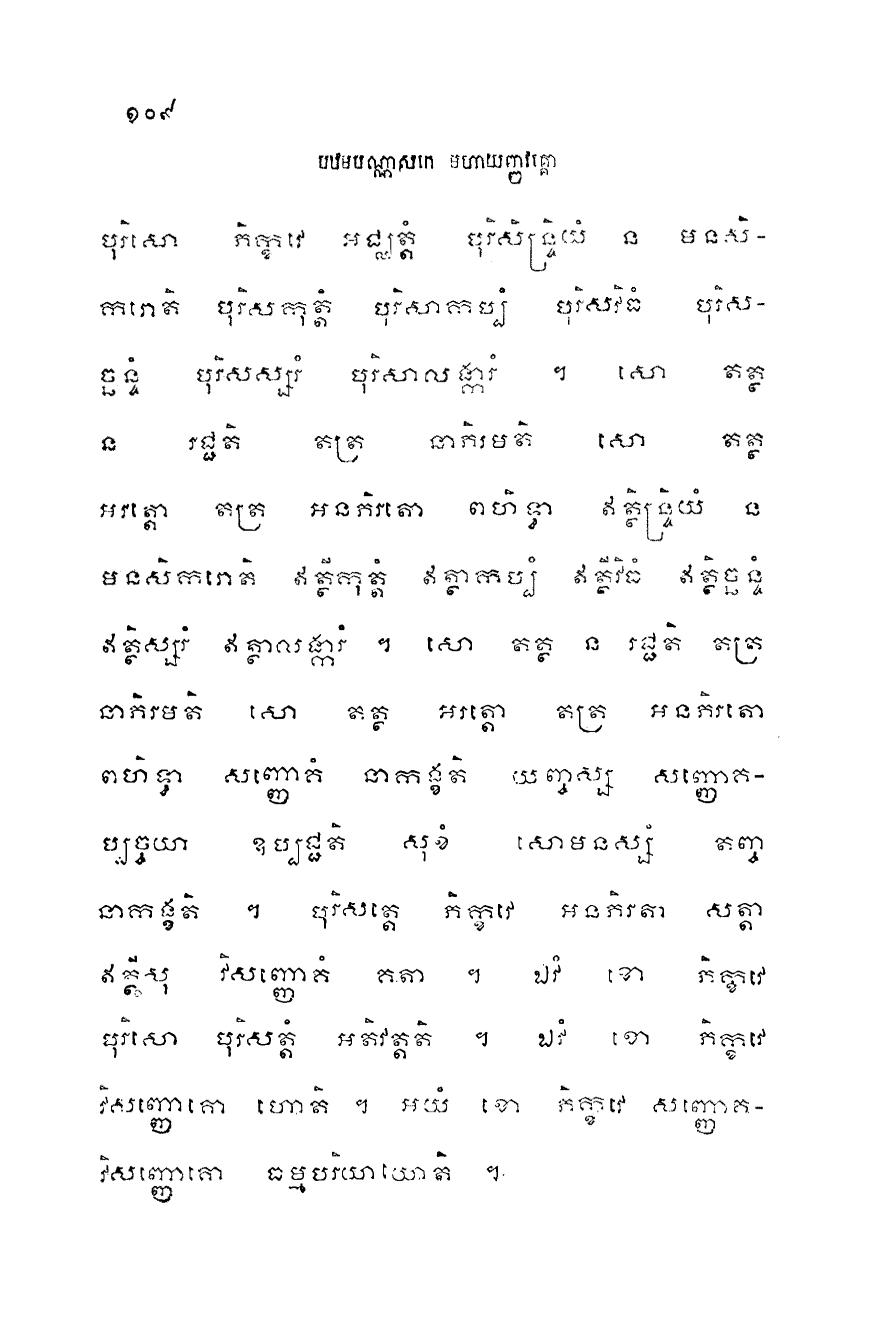 ១០៩
បឋមបណ្ណាសកេ មហាយញ្ញវគ្គោ
បុរិសោ ភិក្ខវេ អជ្ឈត្តំ បុរិសិន្ទ្រិយំ ន មនសិ-
ករោតិ បុរិសកុត្តំ បុរិសាកប្បំ បុរិសវិធំ បុរិស-
ច្ឆន្ទំ បុរិសស្សរំ បុរិសាលង្ការំ ។ សោ តត្ថ
ន រជ្ជតិ តត្រ នាភិរមតិ សោ តត្ថ
អរត្តោ តត្រ អនភិរតោ ពហិទ្ធា ឥត្ថិន្ទ្រិយំ ន
មនសិករោតិ ឥត្ថីកុត្តំ ឥត្ថាកប្បំ ឥត្ថីវិធំ ឥត្ថិច្ឆន្ទំ
ឥត្ថិស្សរំ ឥត្ថាលង្ការំ ។ សោ តត្ថ ន រជ្ជតិ តត្រ
នាភិរមតិ សោ តត្ថ អរត្តោ តត្រ អនភិរតោ
ពហិទ្ធា សញ្ញោគំ នាកង្ខតិ យញ្ចស្ស សញ្ញោគ-
ប្បច្ចយា ឧប្បជ្ជតិ សុខំ សោមនស្សំ តញ្ច
នាកង្ខតិ ។ បុរិសត្តេ ភិក្ខវេ អនភិរតា សត្តា
ឥត្ថីសុ វិសញ្ញោគំ គតា ។ ឯវំ ខោ ភិក្ខវេ
បុរិសោ បុរិសត្តំ អតិវត្តតិ ។ ឯវំ ខោ ភិក្ខវេ
វិសញ្ញោគោ ហោតិ ។ អយំ ខោ ភិក្ខវេ សញ្ញោគ-
វិសញ្ញោគោ ធម្មបរិយាយោតិ ។